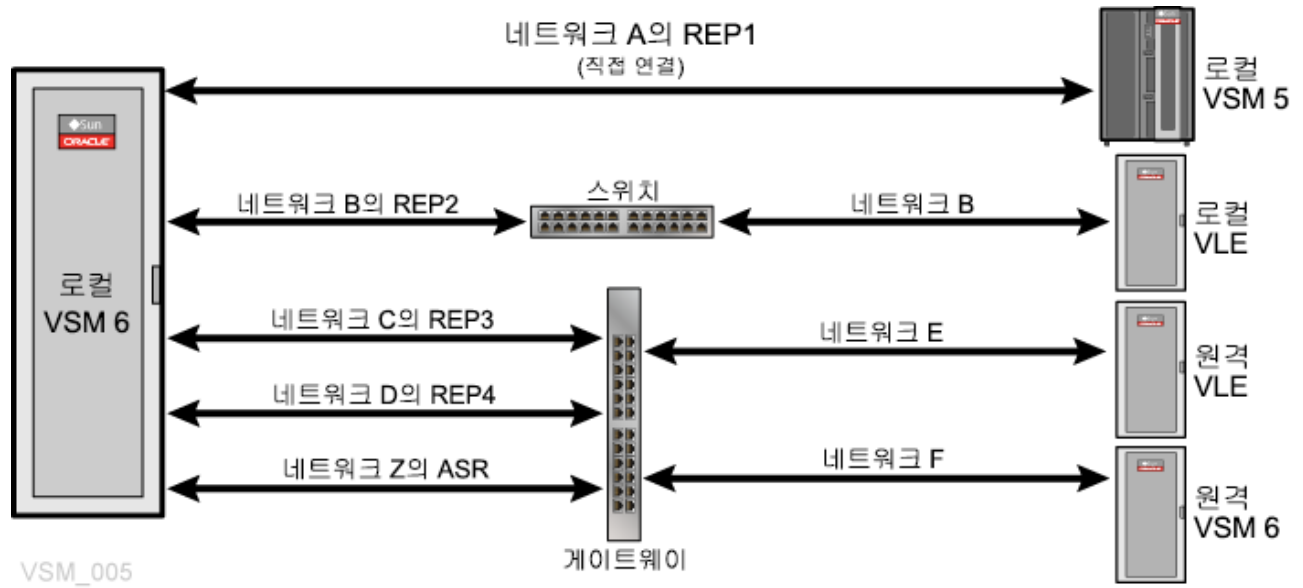 네트워크 A의 REP1
(직접 연결)
로컬
VSM 5
Sun
ORACLE
네트워크 B의 REP2
스위치
네트워크 B
로컬
VLE
로컬
VSM 6
네트워크 C의 REP3
네트워크 E
원격
VLE
네트워크 D의 REP4
네트워크 Z의 ASR
네트워크 F
원격
VSM 6
게이트웨이
VSM_005